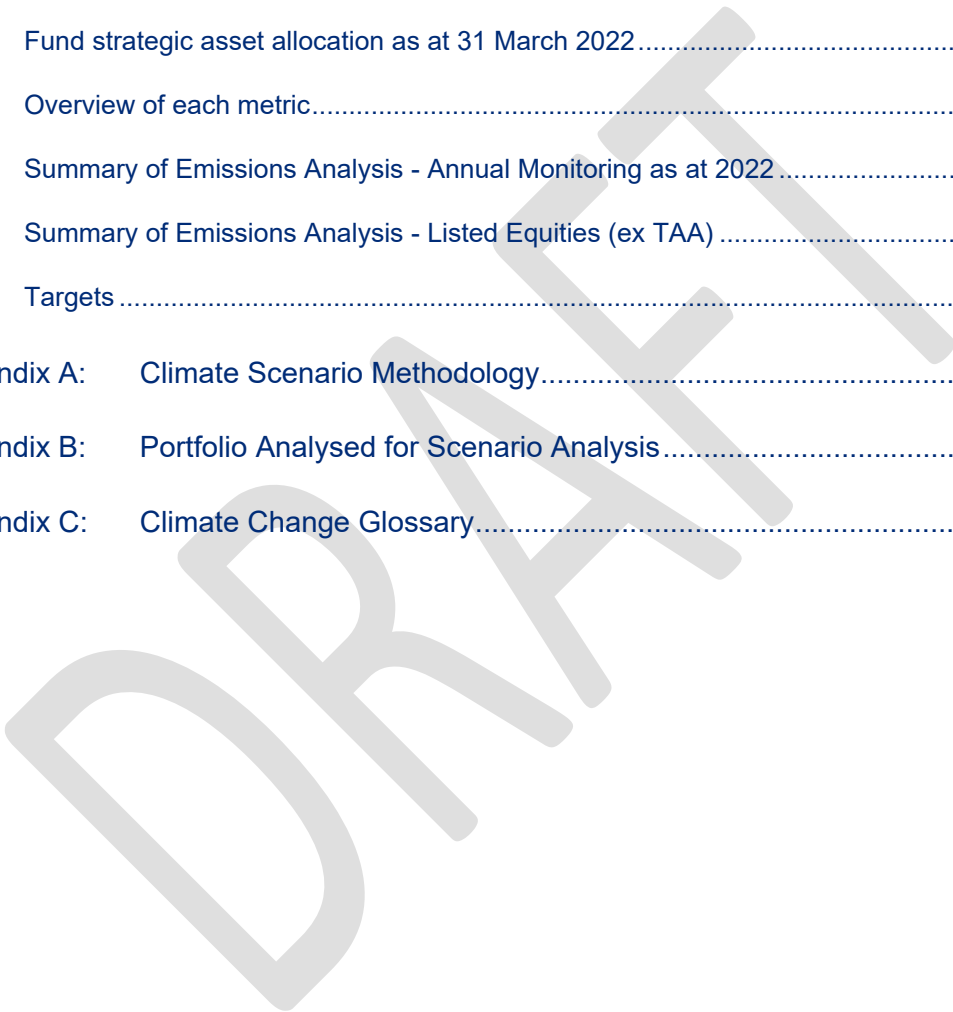 Fund strategic asset allocation as at 31 March 2022..........................................
Overview of each metric..........................................................................................
Summary of Emissions Analysis - Annual Monitoring as at 2022........................
Summary of Emissions Analysis - Listed Equities (ex TAA)................................
Targets.....................................................................................................................
ndix A: Climate Scenario Methodology...................................................
ndix B: Portfolio Analysed for Scenario Analysis....................................
ndix C: Climate Change Glossary...........................................................
DRAFT